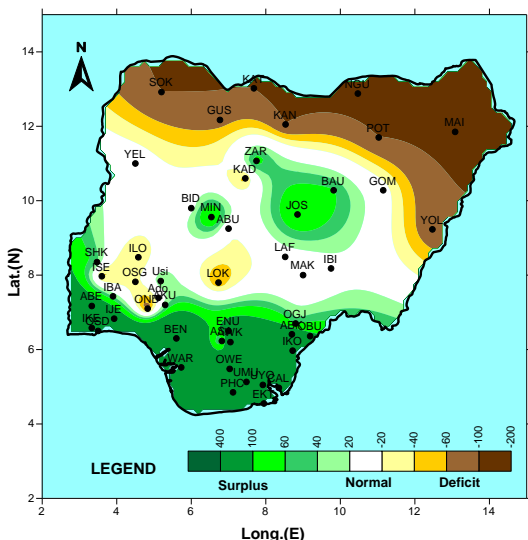 14
12
10
8
6
4
2
Lat.(N)
N
SOK
KAT
NGU
GUS
KAN
POT
MAI
YEL
ZAR
KAD
BAU
GOM
BID
MIN
ABU
JOS
YOL
SHK
ILO
LAF
ISE
OSG
Usi
LOK
MAK
IBI
IBA
Ado
AKU
ABE
OND
IJE
IKE
OSD
BEN
ENU
AWK
OGJ
OBU
IKO
WAR
OWE
UMU
UYO
CAL
PHC
EKT
LEGEND
400
100
60
40
20
-20
-40
-60
-100
-200
Surplus
Normal
Deficit
2
4
6
8
10
12
14
Long.(E)